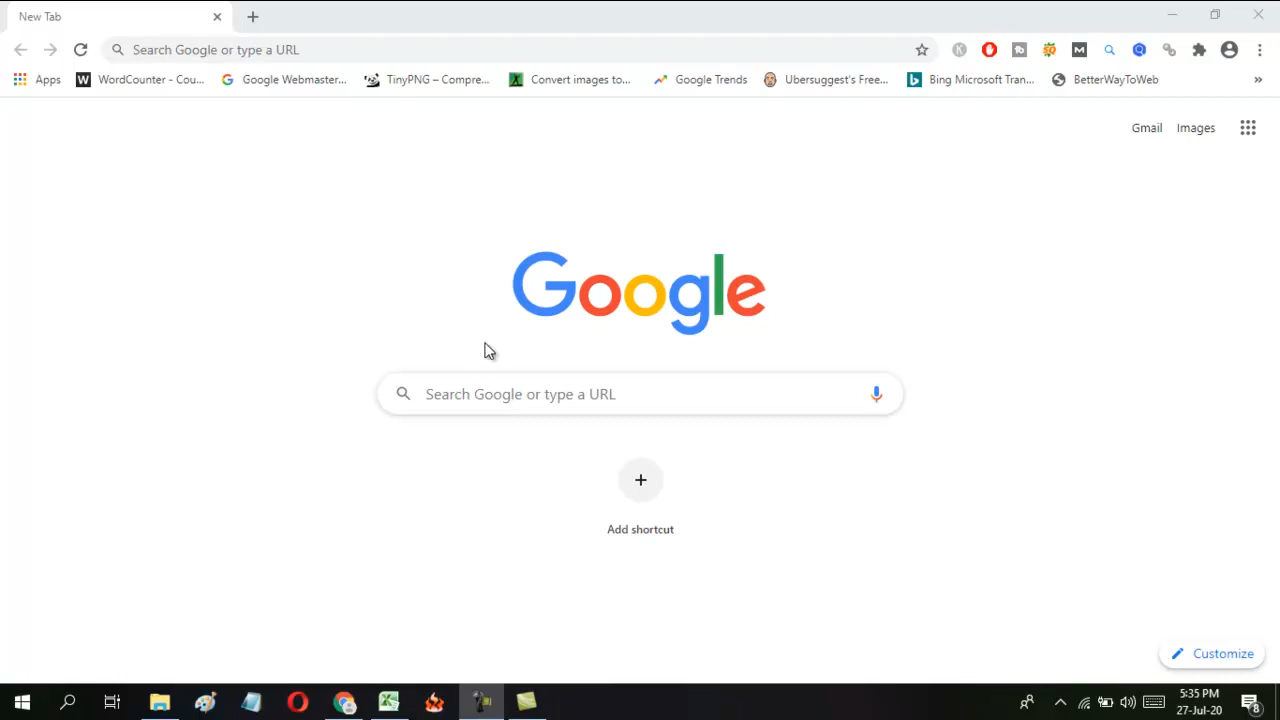 New Tab
Search Google or type a URL
Apps
WordCounter - Cou...
Google Webmaster...
TinyPNG – Compre...
Convert images to...
Google Trends
Ubersuggest's Free...
Bing Microsoft Tran...
BetterWayToWeb
Gmail
Images
Google
Search Google or type a URL
Add shortcut
Customize
5:35 PM
27-Jul-20
8